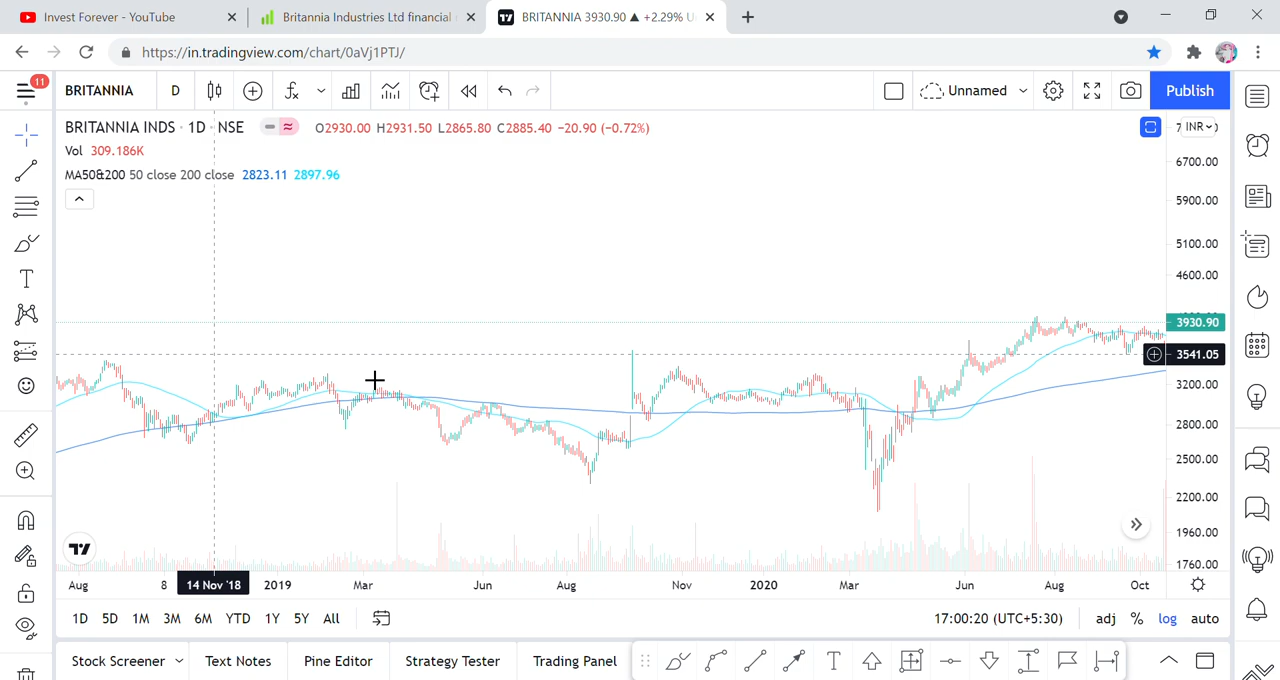 Invest Forever - YouTube
Britannia Industries Ltd financial
BRITANNIA 3930.90 ▲ +2.29% U
https://in.tradingview.com/chart/0aVj1PTJ/
11
BRITANNIA
D
Unnamed
Publish
BRITANNIA INDS · 1D · NSE
O2930.00 H2931.50 L2865.80 C2885.40 -20.90 (-0.72%)
INR
Vol 309.186K
6700.00
MA50&200 50 close 200 close 2823.11 2897.96
5900.00
5100.00
4600.00
3930.90
3541.05
3200.00
2800.00
2500.00
2200.00
1960.00
1760.00
Aug 8 14 Nov '18 2019 Mar Jun Aug Nov 2020 Mar Jun Aug Oct
1D 5D 1M 3M 6M YTD 1Y 5Y All
17:00:20 (UTC+5:30) adj % log auto
Stock Screener Text Notes Pine Editor Strategy Tester Trading Panel